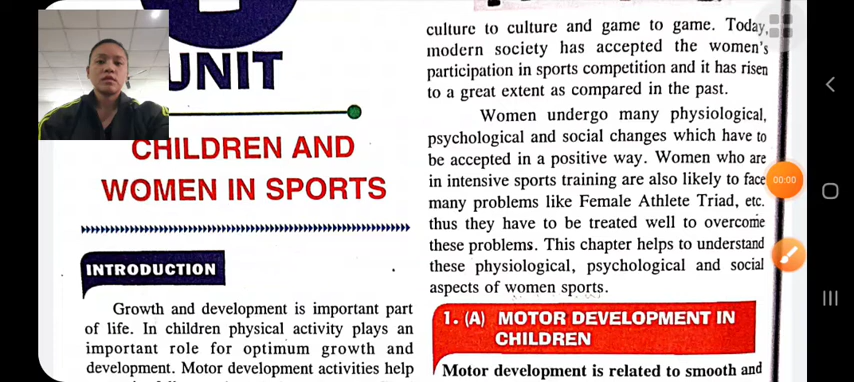 UNIT
CHILDREN AND
WOMEN IN SPORTS
INTRODUCTION
Growth and development is important part
of life. In children physical activity plays an
important role for optimum growth and
development. Motor development activities help
culture to culture and game to game. Today,
modern society has accepted the women's
participation in sports competition and it has risen
to a great extent as compared in the past.
Women undergo many physiological,
psychological and social changes which have to
be accepted in a positive way. Women who are
in intensive sports training are also likely to face
many problems like Female Athlete Triad, etc.
thus they have to be treated well to overcome
these problems. This chapter helps to understand
these physiological, psychological and social
aspects of women sports.
1. (A) MOTOR DEVELOPMENT IN
CHILDREN
Motor development is related to smooth and
00:00